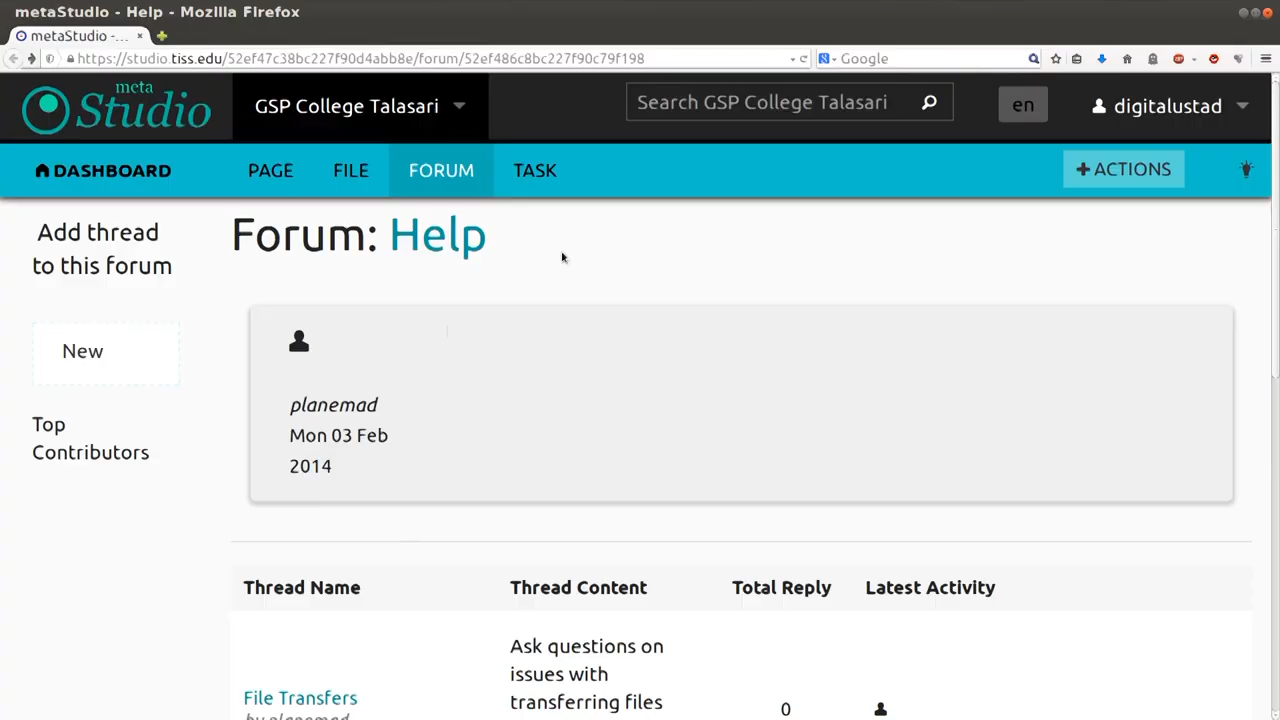 metaStudio - Help - Mozilla Firefox
metaStudio -...
https://studio.tiss.edu/52ef47c38bc227f90d4abb8e/forum/52ef486c8bc227f90c79f198
Google
meta
Studio
GSP College Talasari
Search GSP College Talasari
en
digitalustad
DASHBOARD
PAGE
FILE
FORUM
TASK
+ ACTIONS
Add thread
to this forum
Forum: Help
New
planemad
Mon 03 Feb
2014
Top
Contributors
Thread Name
Thread Content
Total Reply
Latest Activity
File Transfers
by planemad
Ask questions on
issues with
transferring files
0